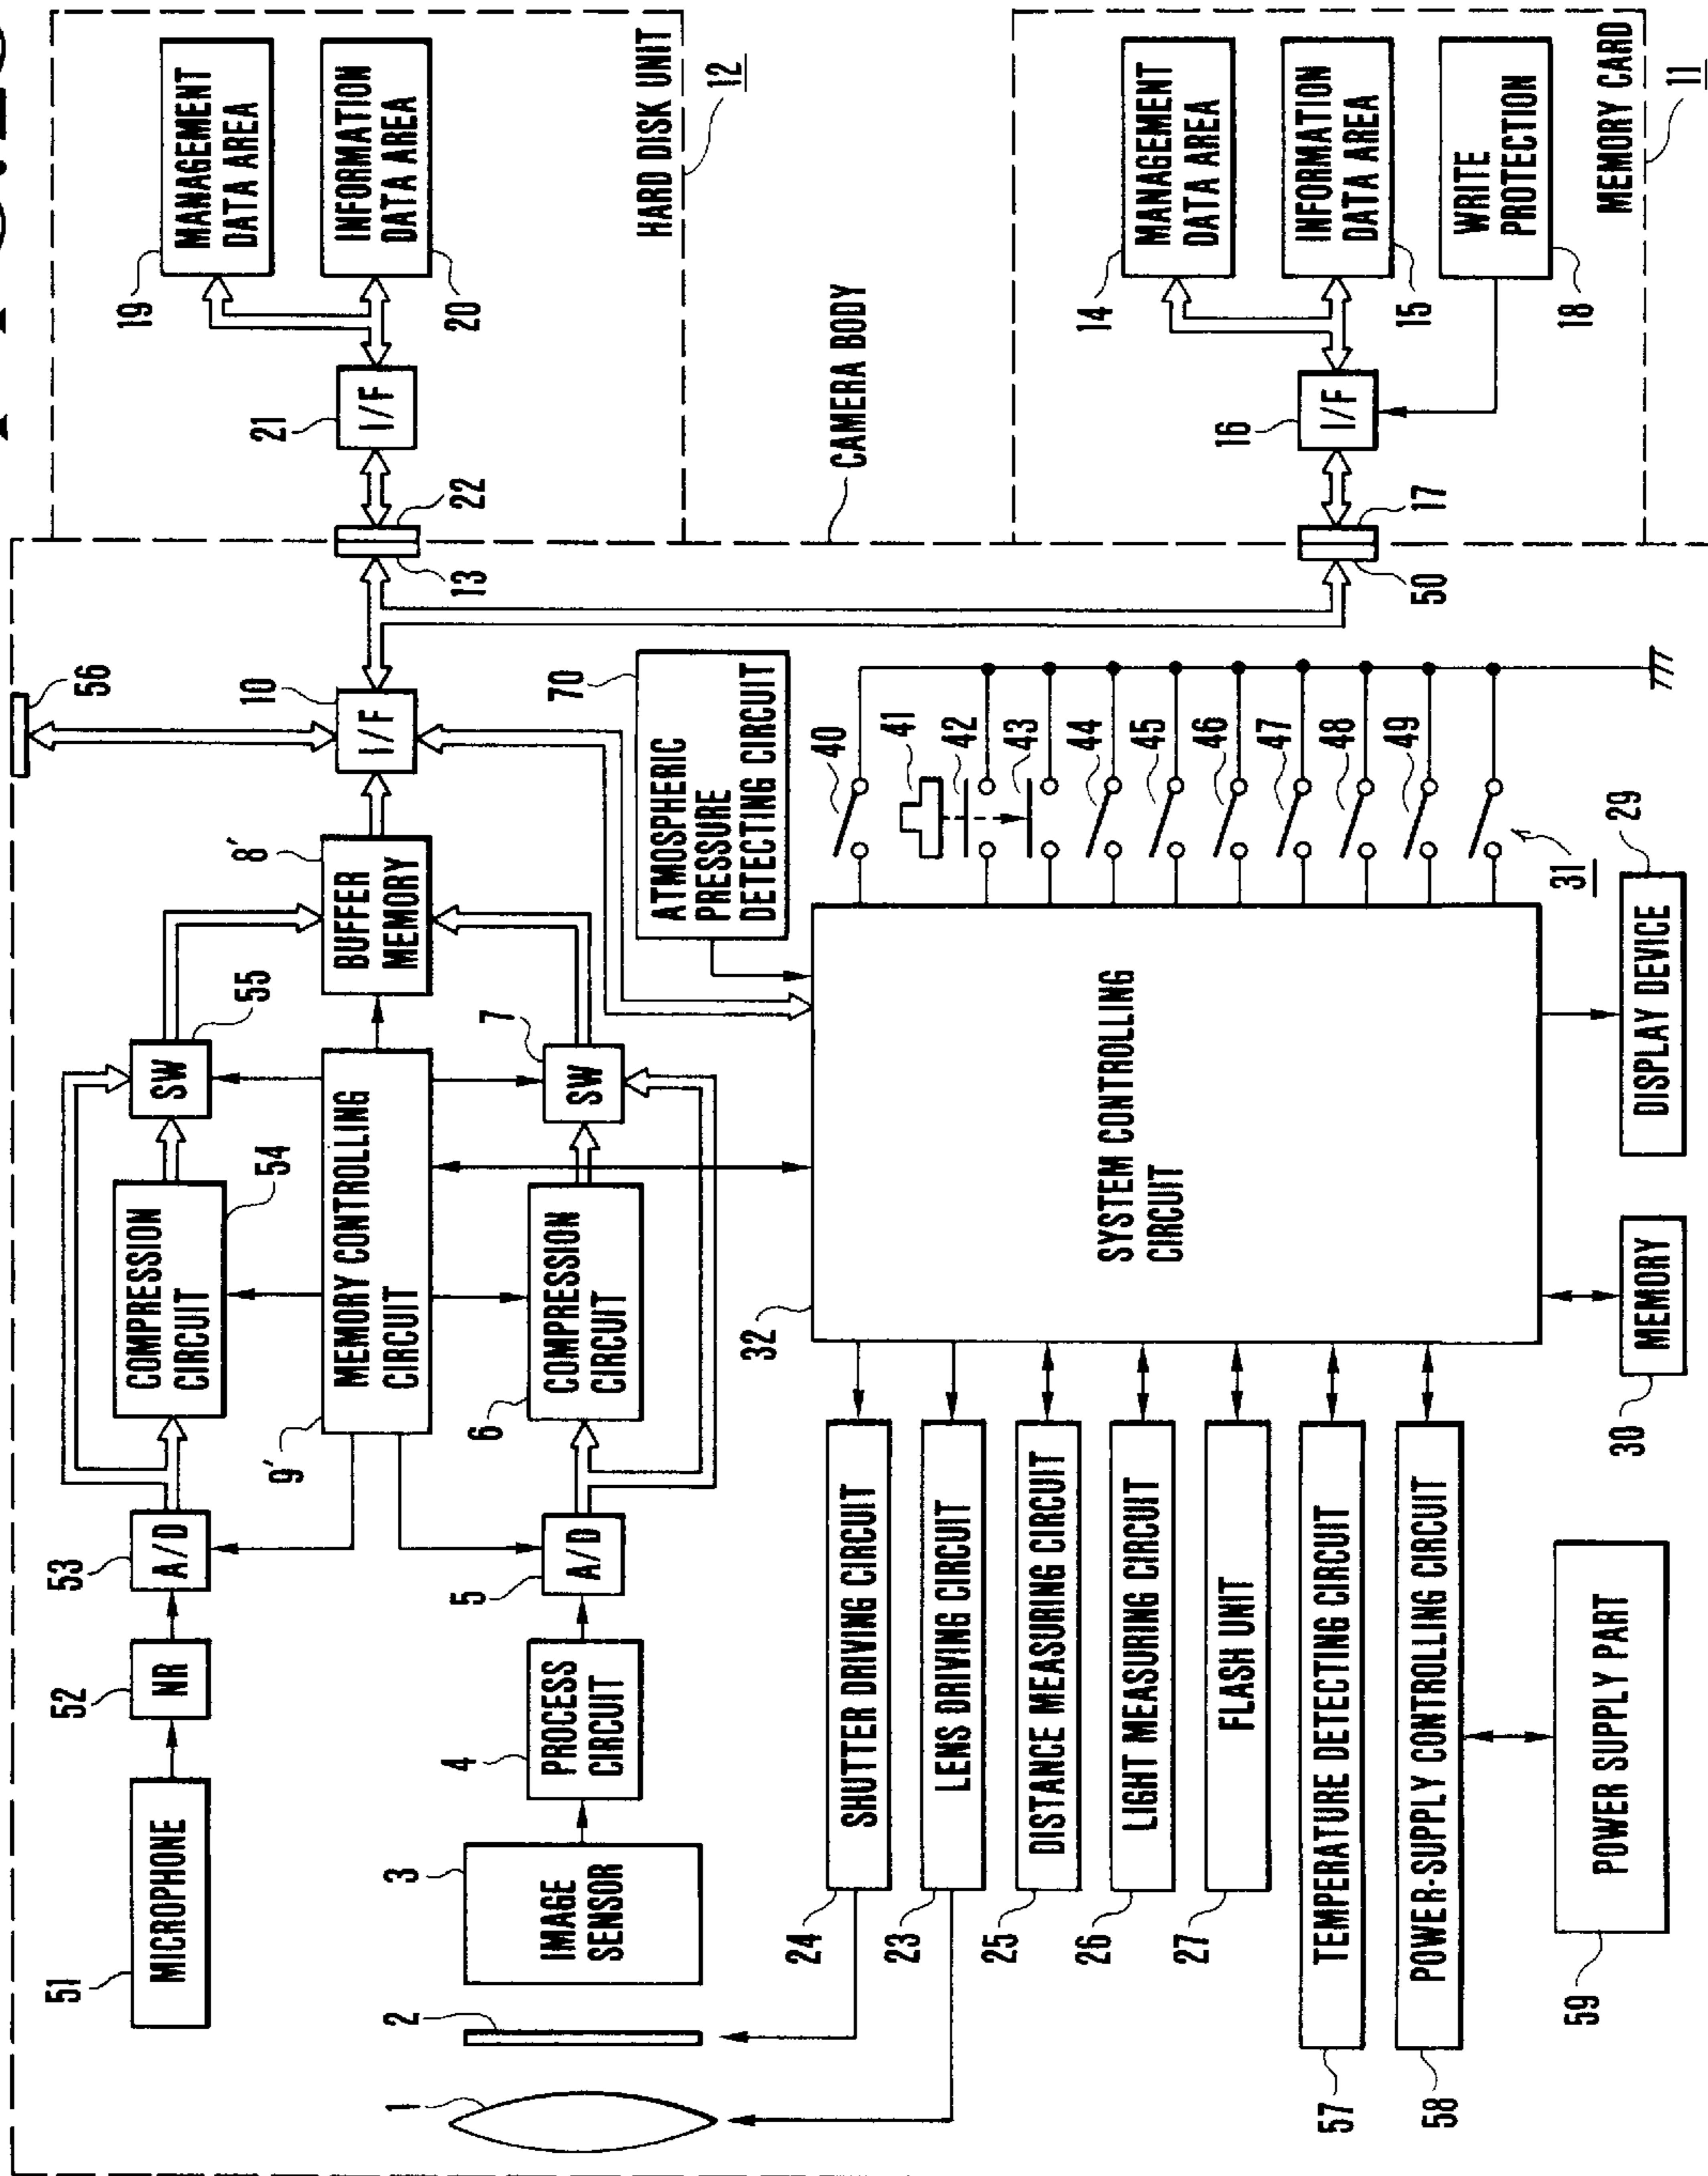 MICROPHONE
51
NR
52
A/D
53
COMPRESSION
CIRCUIT
54
SW
55
BUFFER
MEMORY
8'
MEMORY CONTROLLING
CIRCUIT
9'
I/F
10
56
1
2
IMAGE
SENSOR
3
PROCESS
CIRCUIT
4
A/D
5
COMPRESSION
CIRCUIT
6
SW
7
ATMOSPHERIC
PRESSURE
DETECTING CIRCUIT
70
SYSTEM CONTROLLING
CIRCUIT
32
SHUTTER DRIVING CIRCUIT
24
LENS DRIVING CIRCUIT
23
DISTANCE MEASURING CIRCUIT
25
LIGHT MEASURING CIRCUIT
26
FLASH UNIT
27
TEMPERATURE DETECTING CIRCUIT
57
POWER-SUPPLY CONTROLLING CIRCUIT
58
POWER SUPPLY PART
59
MEMORY
30
DISPLAY DEVICE
29
31
40
41
42
43
44
45
46
47
48
49
13
22
I/F
21
MANAGEMENT
DATA AREA
19
INFORMATION
DATA AREA
20
HARD DISK UNIT
12
CAMERA BODY
50
17
I/F
16
MANAGEMENT
DATA AREA
14
INFORMATION
DATA AREA
15
WRITE
PROTECTION
18
MEMORY CARD
11